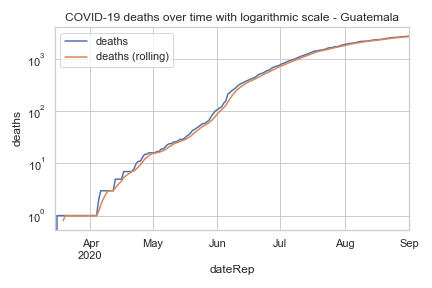 COVID-19 deaths over time with logarithmic scale - Guatemala
deaths
deaths (rolling)
10³
10²
10¹
10⁰
deaths
Apr
2020
May
Jun
Jul
Aug
Sep
dateRep